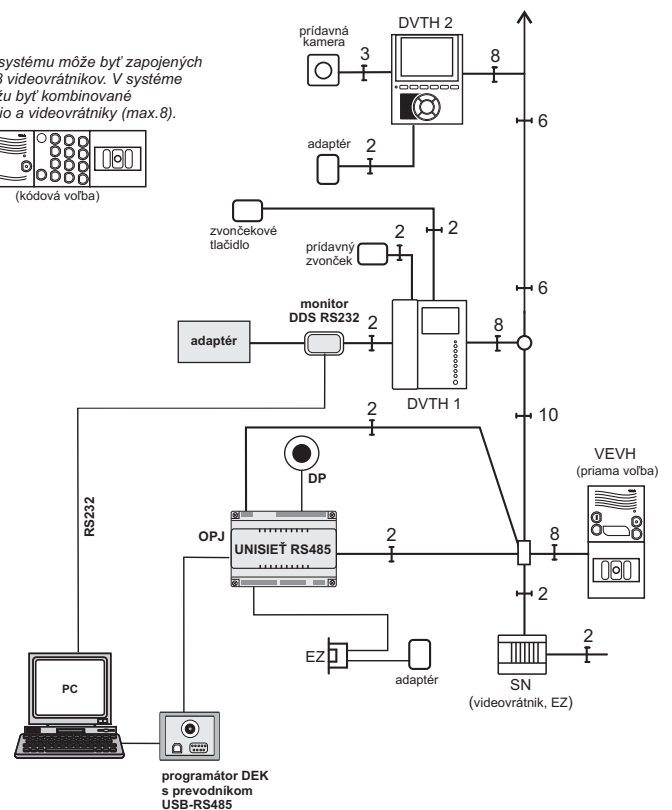 systému môže byť zapojených
8 videovrátnikov. V systéme
žu byť kombinované
io a videovrátniky (max.8).
(kódová voľba)
prídavná
kamera
DVTH 2
3
8
6
adaptér
2
zvončekové
tlačidlo
2
prídavný
zvonček
2
6
monitor
DDS RS232
adaptér
2
8
DVTH 1
10
2
VEVH
(priama voľba)
DP
RS232
OPJ
UNISIEŤ RS485
2
8
2
EZ
adaptér
2
SN
(videovrátnik, EZ)
PC
programátor DEK
s prevodníkom
USB-RS485